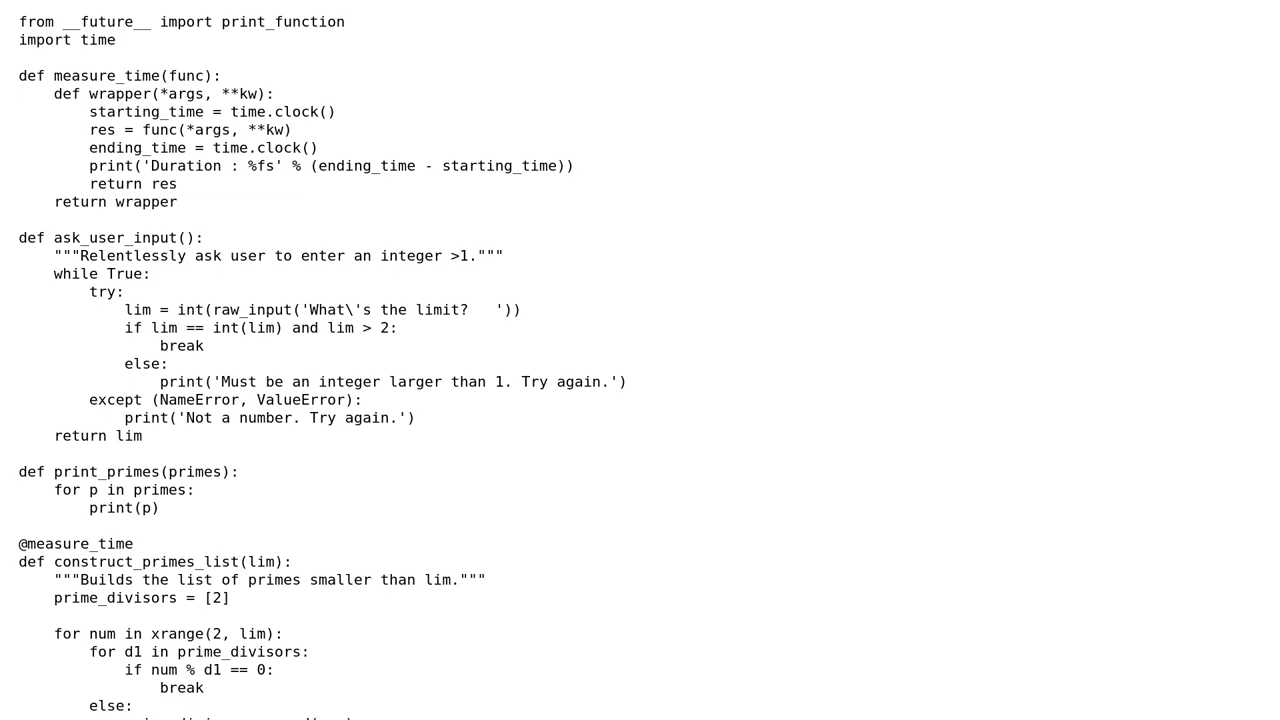 from __future__ import print_function
import time

def measure_time(func):
    def wrapper(*args, **kw):
        starting_time = time.clock()
        res = func(*args, **kw)
        ending_time = time.clock()
        print('Duration : %fs' % (ending_time - starting_time))
        return res
    return wrapper

def ask_user_input():
    """Relentlessly ask user to enter an integer >1."""
    while True:
        try:
            lim = int(raw_input('What\'s the limit?   '))
            if lim == int(lim) and lim > 2:
                break
            else:
                print('Must be an integer larger than 1. Try again.')
        except (NameError, ValueError):
            print('Not a number. Try again.')
    return lim

def print_primes(primes):
    for p in primes:
        print(p)

@measure_time
def construct_primes_list(lim):
    """Builds the list of primes smaller than lim."""
    prime_divisors = [2]

    for num in xrange(2, lim):
        for d1 in prime_divisors:
            if num % d1 == 0:
                break
        else: